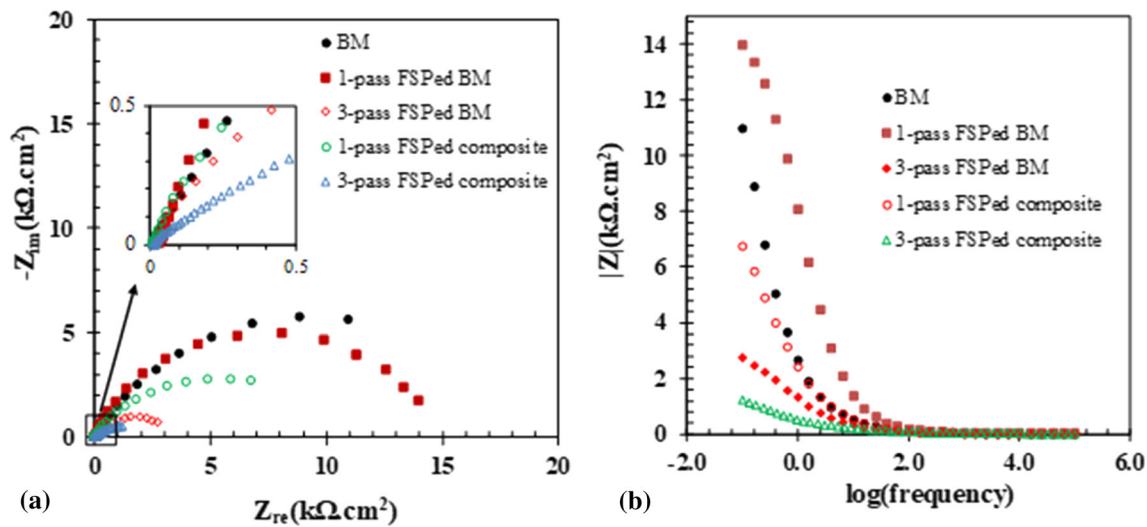 20
15
10
5
0
-Z_im(kΩ.cm²)
BM
1-pass FSPed BM
3-pass FSPed BM
1-pass FSPed composite
3-pass FSPed composite
0.5
0
0
0.5
0
5
10
15
20
Z_re(kΩ.cm²)
(a)
14
12
10
8
6
4
2
0
|Z|(kΩ.cm²)
BM
1-pass FSPed BM
3-pass FSPed BM
1-pass FSPed composite
3-pass FSPed composite
-2.0
0.0
2.0
4.0
6.0
log(frequency)
(b)